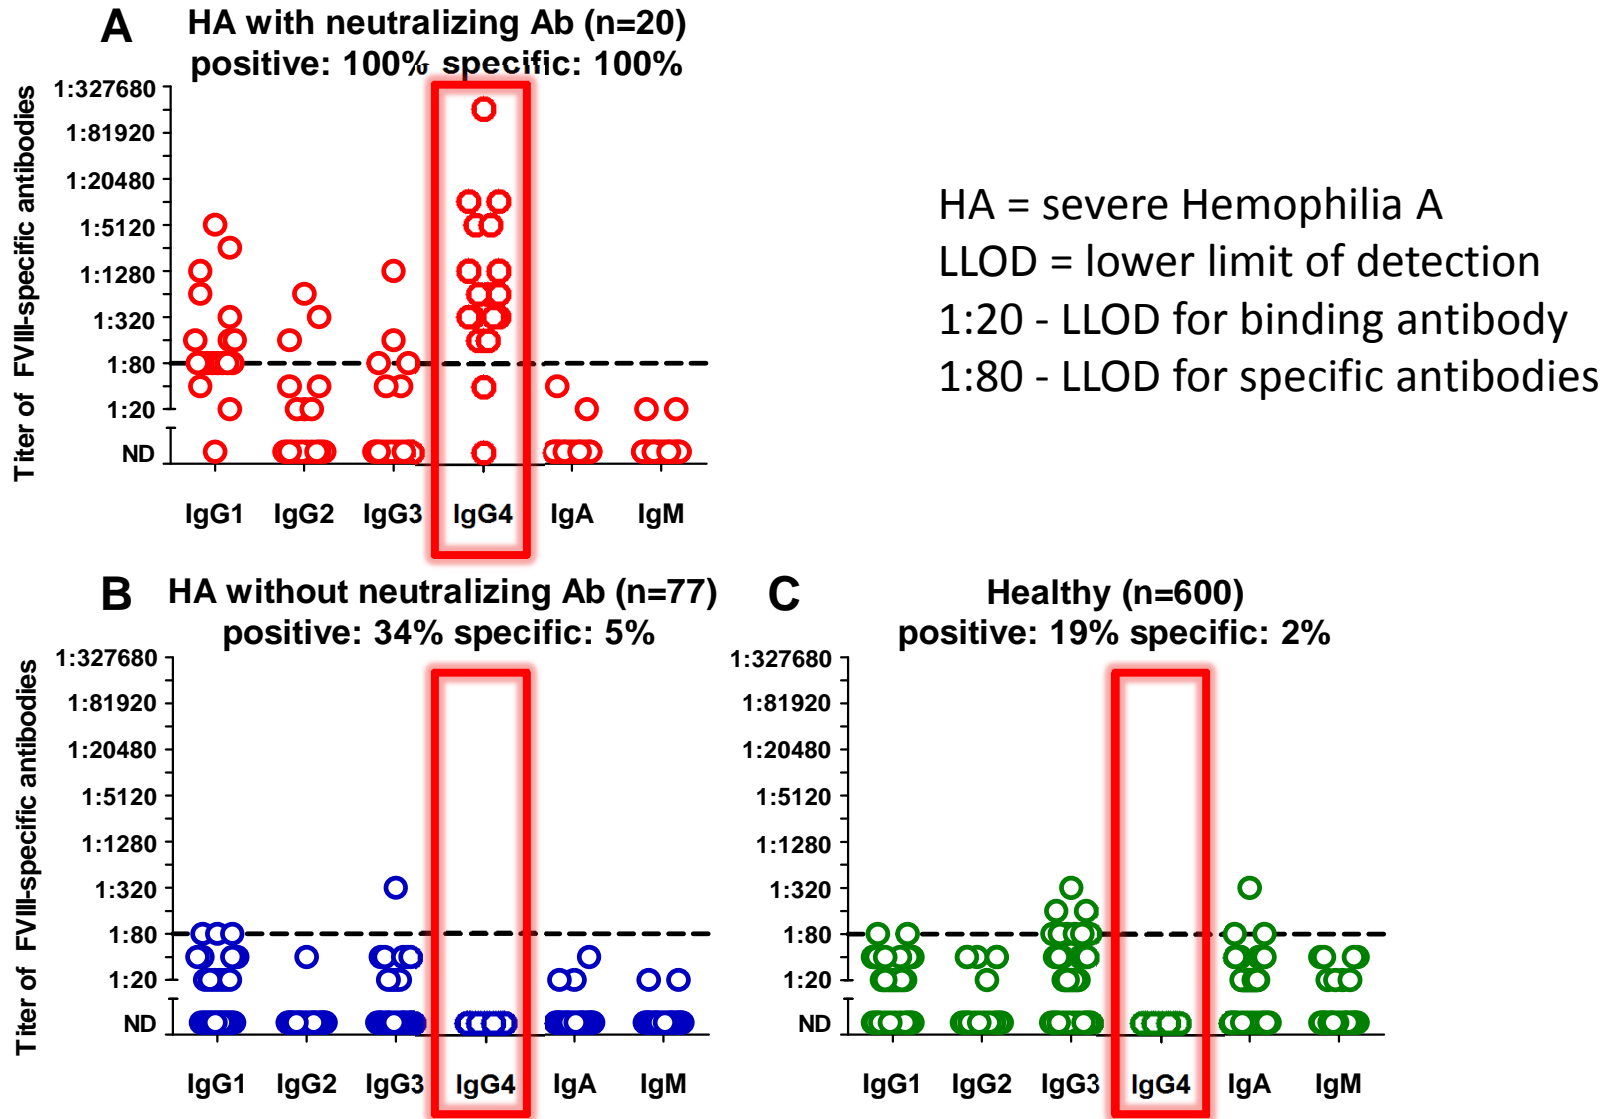 A
HA with neutralizing Ab (n=20)
positive: 100% specific: 100%
Titer of FVIII-specific antibodies
1:327680
1:81920
1:20480
1:5120
1:1280
1:320
1:80
1:20
ND
IgG1 IgG2 IgG3 IgG4 IgA IgM
HA = severe Hemophilia A
LLOD = lower limit of detection
1:20 - LLOD for binding antibody
1:80 - LLOD for specific antibodies
B
HA without neutralizing Ab (n=77)
positive: 34% specific: 5%
Titer of FVIII-specific antibodies
1:327680
1:81920
1:20480
1:5120
1:1280
1:320
1:80
1:20
ND
IgG1 IgG2 IgG3 IgG4 IgA IgM
C
Healthy (n=600)
positive: 19% specific: 2%
1:327680
1:81920
1:20480
1:5120
1:1280
1:320
1:80
1:20
ND
IgG1 IgG2 IgG3 IgG4 IgA IgM